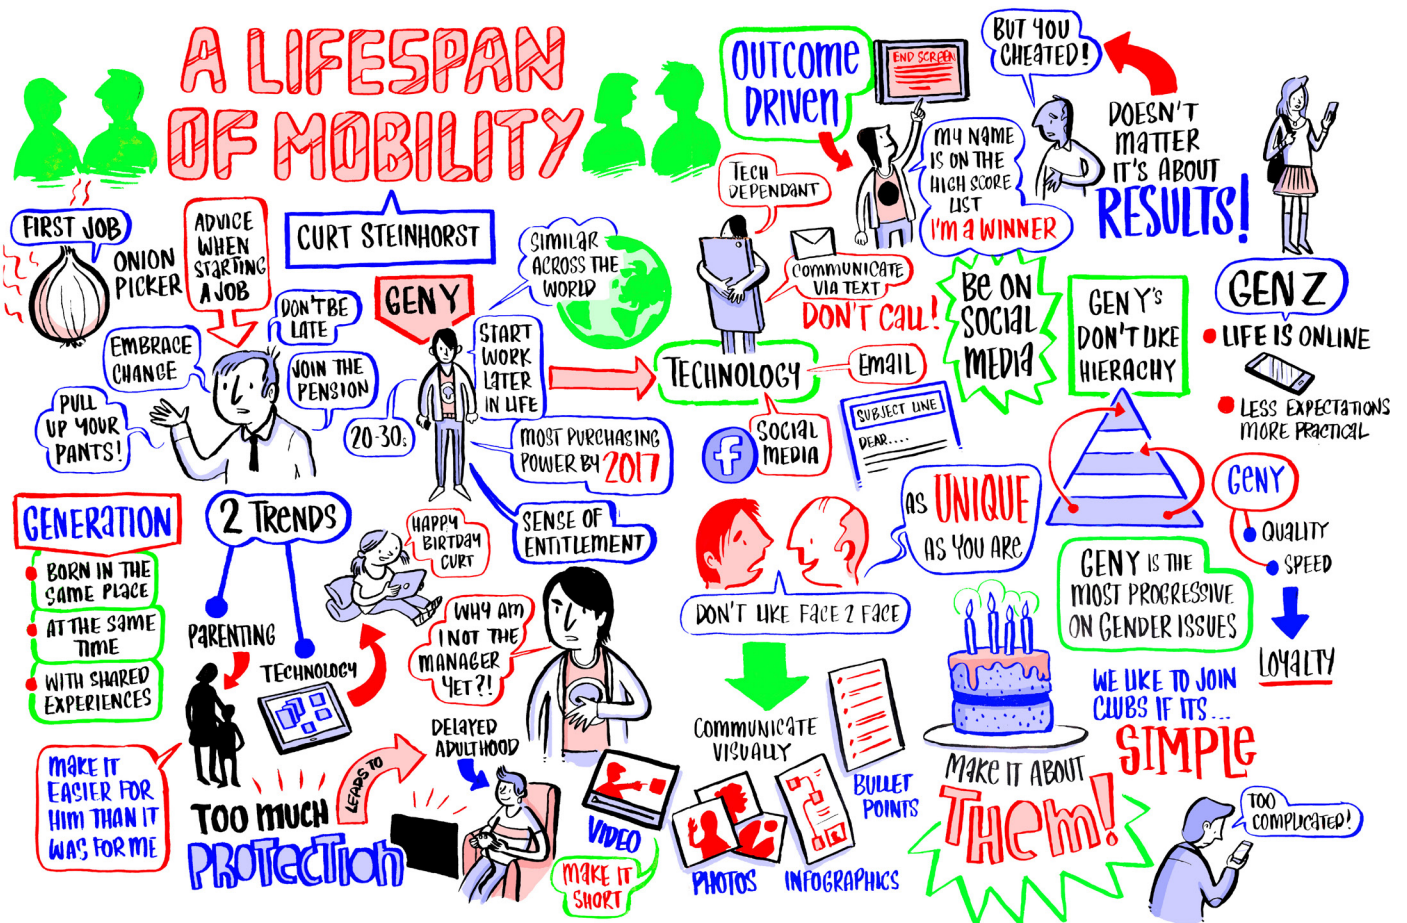 A LIFESPAN
OF MOBILITY
CURT STEINHORST
FIRST JOB
ONION
PICKER
ADVICE
WHEN
STARTING
A JOB
DON'T BE
LATE
EMBRACE
CHANGE
JOIN THE
PENSION
PULL
UP YOUR
PANTS!
GEN Y
SIMILAR
ACROSS THE
WORLD
START
WORK
LATER
IN LIFE
20-30s
MOST PURCHASING
POWER BY 2017
SENSE OF
ENTITLEMENT
GENERATION
BORN IN THE
SAME PLACE
AT THE SAME
TIME
WITH SHARED
EXPERIENCES
2 TRENDS
PARENTING
TECHNOLOGY
HAPPY
BIRTDAY
CURT
MAKE IT
EASIER FOR
HIM THAN IT
WAS FOR ME
TOO MUCH
PROTECTION
LEADS TO
DELAYED
ADULTHOOD
WHY AM
I NOT THE
MANAGER
YET?!
OUTCOME
DRIVEN
END SCREEN
MY NAME
IS ON THE
HIGH SCORE
LIST
I'M A WINNER
BUT YOU
CHEATED!
DOESN'T
MATTER
IT'S ABOUT
RESULTS!
TECH
DEPENDANT
COMMUNICATE
VIA TEXT
DON'T CALL!
TECHNOLOGY
EMAIL
SUBJECT LINE
DEAR....
f
SOCIAL
MEDIA
BE ON
SOCIAL
MEDIA
GEN Y'S
DON'T LIKE
HIERACHY
GEN Z
LIFE IS ONLINE
LESS EXPECTATIONS
MORE PRACTICAL
GENY
QUALITY
SPEED
LOYALTY
AS UNIQUE
AS YOU ARE
DON'T LIKE FACE 2 FACE
COMMUNICATE
VISUALLY
VIDEO
MAKE IT
SHORT
PHOTOS
INFOGRAPHICS
BULLET
POINTS
GENY IS THE
MOST PROGRESSIVE
ON GENDER ISSUES
MAKE IT ABOUT
THEM!
WE LIKE TO JOIN
CLUBS IF ITS...
SIMPLE
TOO
COMPLICATED!